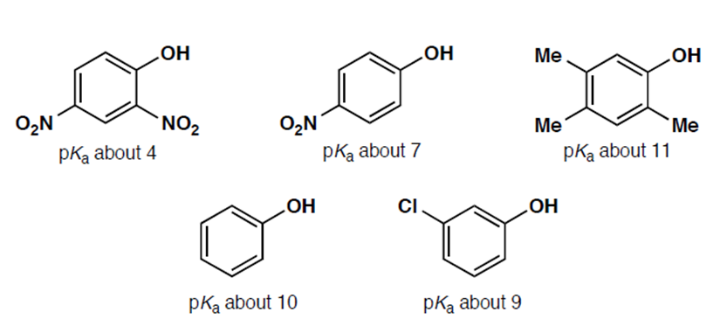 OH
O₂N
NO₂
pKₐ about 4
OH
O₂N
pKₐ about 7
Me
OH
Me
Me
pKₐ about 11
OH
pKₐ about 10
Cl
OH
pKₐ about 9